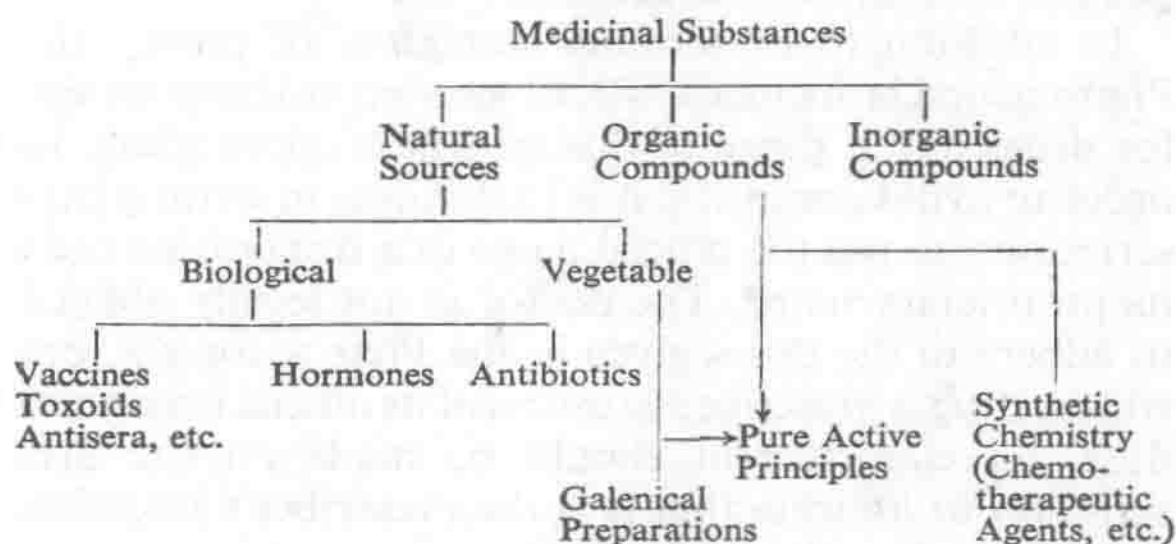 Medicinal Substances
Natural
Sources
Organic
Compounds
Inorganic
Compounds
Biological
Vegetable
Vaccines
Toxoids
Antisera, etc.
Hormones
Antibiotics
Pure Active
Principles
Synthetic
Chemistry
(Chemo-
therapeutic
Agents, etc.)
Galenical
Preparations